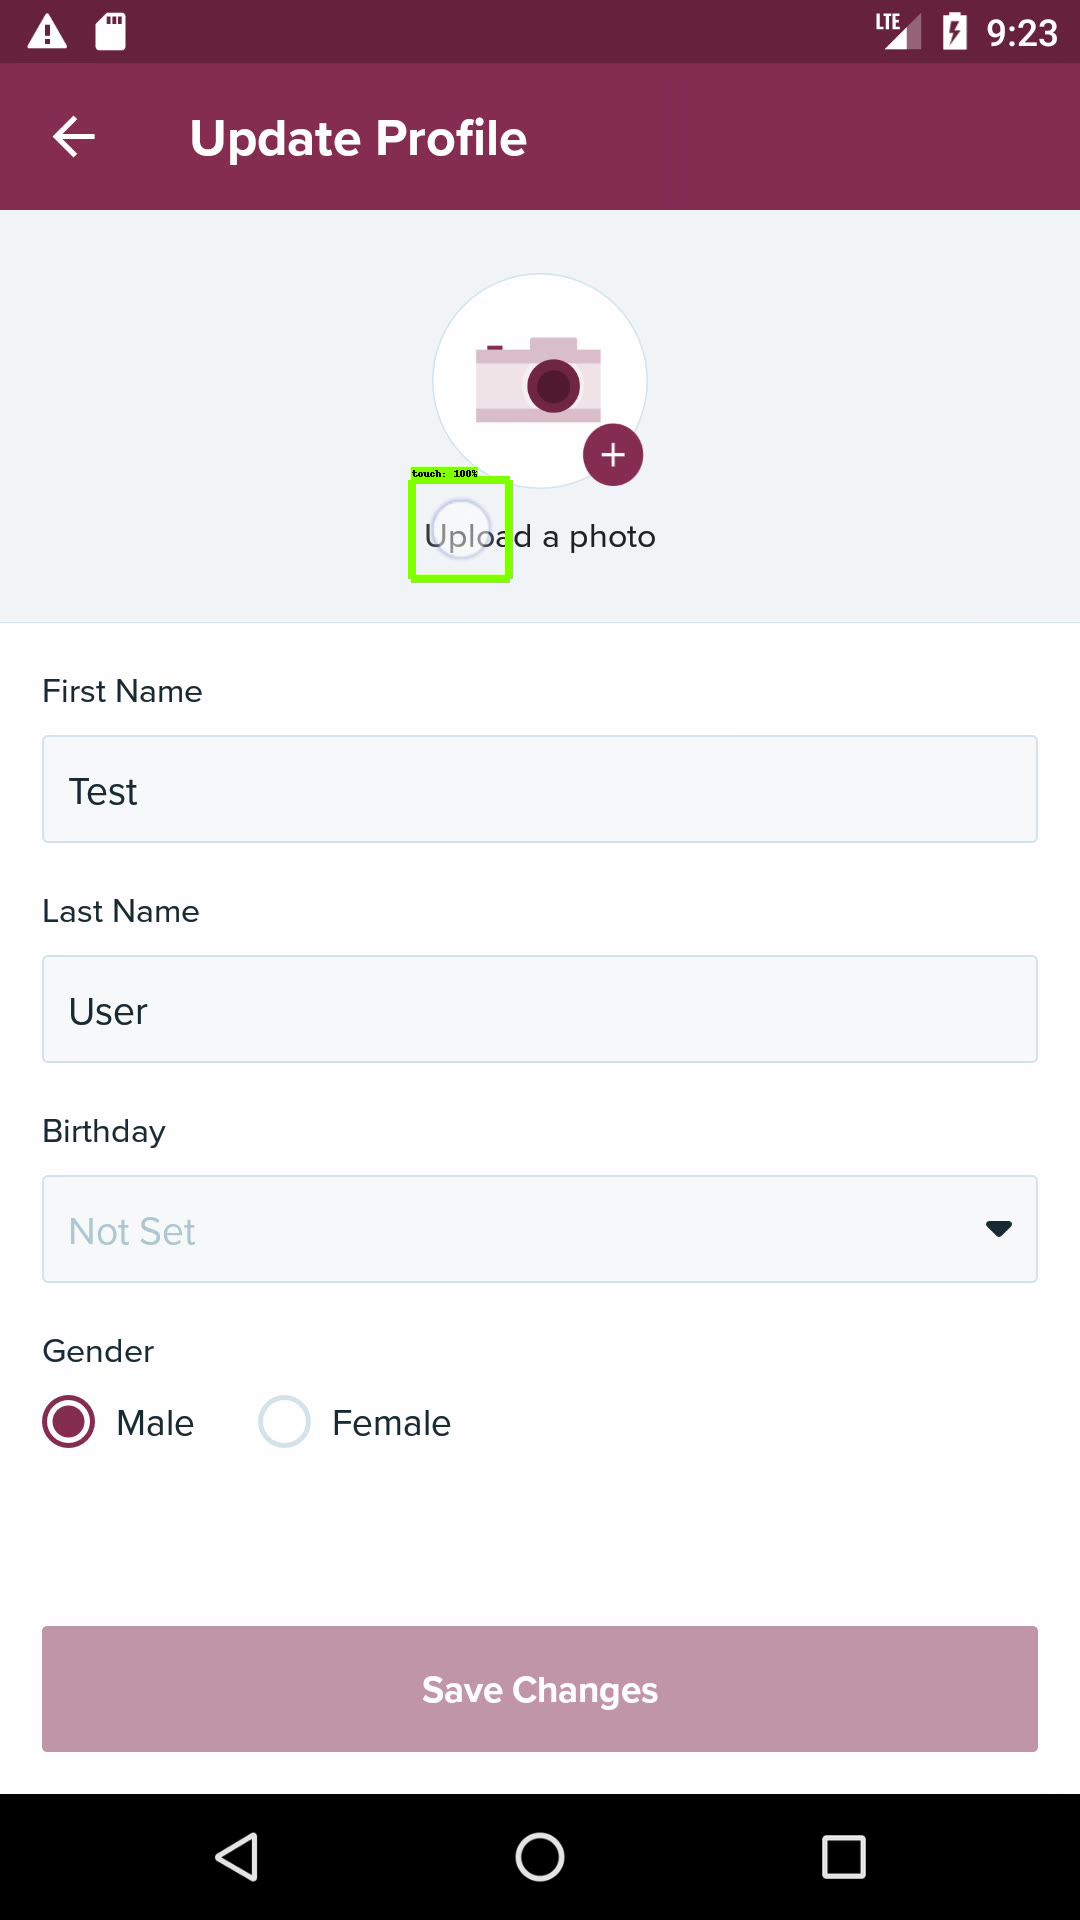 LTE 9:23
Update Profile
touch: 100%
Upload a photo
First Name
Test
Last Name
User
Birthday
Not Set
Gender
Male Female
Save Changes